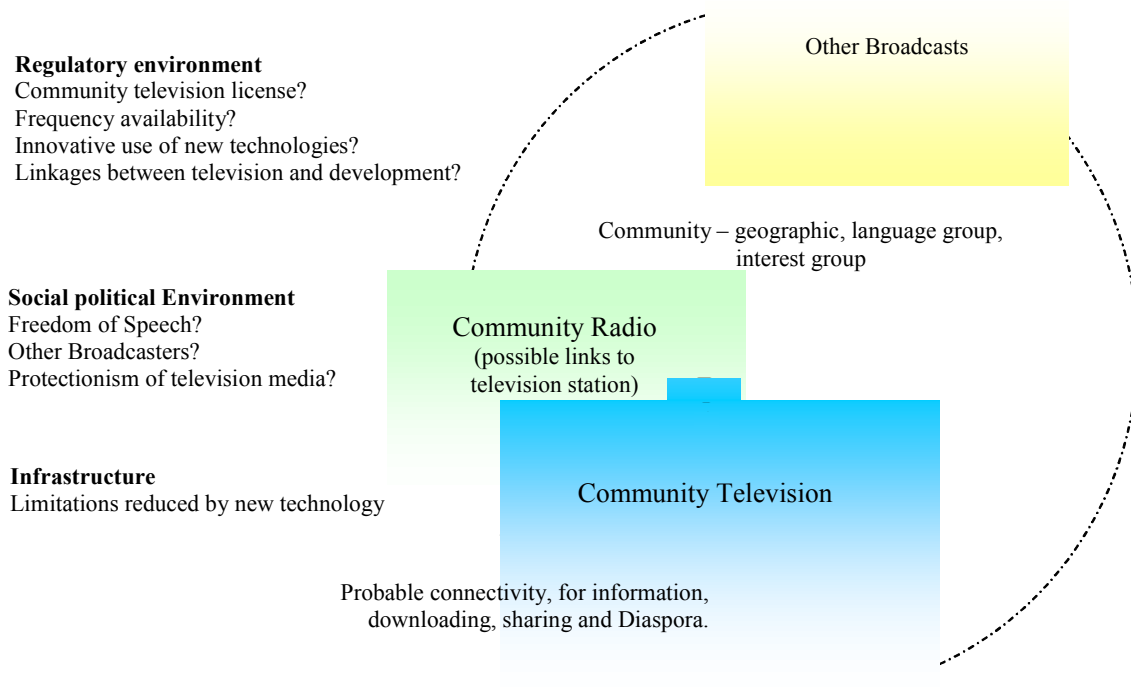 Regulatory environment
Community television license?
Frequency availability?
Innovative use of new technologies?
Linkages between television and development?
Social political Environment
Freedom of Speech?
Other Broadcasters?
Protectionism of television media?
Infrastructure
Limitations reduced by new technology
Other Broadcasts
Community – geographic, language group,
interest group
Community Radio
(possible links to
television station)
Community Television
Probable connectivity, for information,
downloading, sharing and Diaspora.